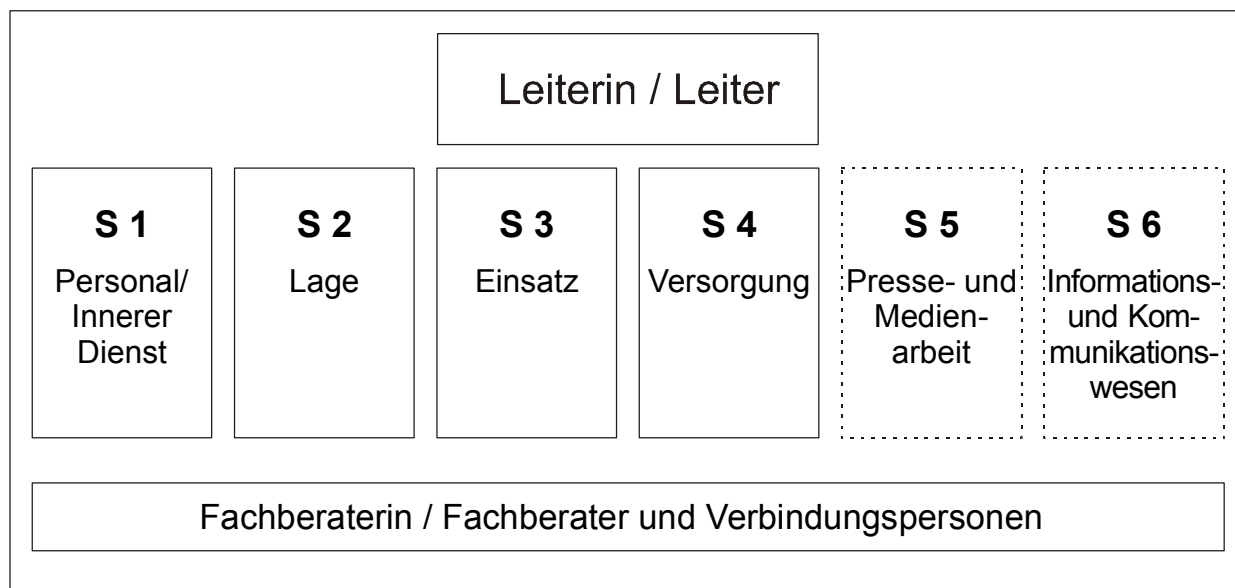 Leiterin / Leiter
S 1
Personal/
Innerer
Dienst
S 2
Lage
S 3
Einsatz
S 4
Versorgung
S 5
Presse- und
Medien-
arbeit
S 6
Informations-
und Kom-
munikations-
wesen
Fachberaterin / Fachberater und Verbindungspersonen